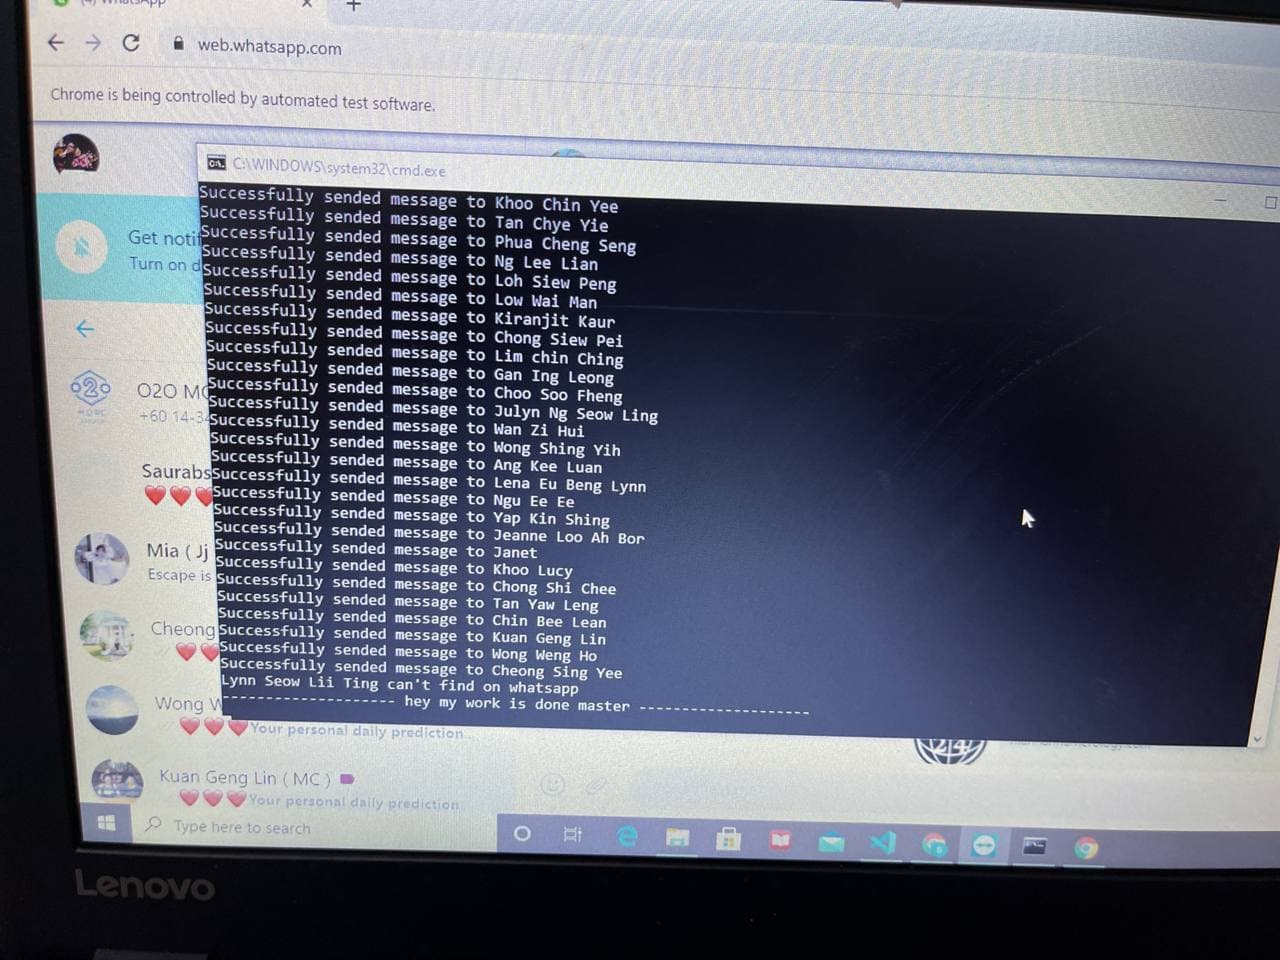 WhatsApp
web.whatsapp.com
Chrome is being controlled by automated test software.
C:\WINDOWS\system32\cmd.exe
Successfully sended message to Khoo Chin Yee
Successfully sended message to Tan Chye Yie
Successfully sended message to Phua Cheng Seng
Successfully sended message to Ng Lee Lian
Successfully sended message to Loh Siew Peng
Successfully sended message to Low Wai Man
Successfully sended message to Kiranjit Kaur
Successfully sended message to Chong Siew Pei
Successfully sended message to Lim chin Ching
Successfully sended message to Gan Ing Leong
Successfully sended message to Choo Soo Fheng
Successfully sended message to Julyn Ng Seow Ling
Successfully sended message to Wan Zi Hui
Successfully sended message to Wong Shing Yih
Successfully sended message to Ang Kee Luan
Successfully sended message to Lena Eu Beng Lynn
Successfully sended message to Ngu Ee Ee
Successfully sended message to Yap Kin Shing
Successfully sended message to Jeanne Loo Ah Bor
Successfully sended message to Janet
Successfully sended message to Khoo Lucy
Successfully sended message to Chong Shi Chee
Successfully sended message to Tan Yaw Leng
Successfully sended message to Chin Bee Lean
Successfully sended message to Kuan Geng Lin
Successfully sended message to Wong Weng Ho
Successfully sended message to Cheong Sing Yee
Lynn Seow Lii Ting can't find on whatsapp
-------------------- hey my work is done master --------------------
Get noti
Turn on d
O2O MC
+60 14-3
Saurabs
Mia ( Jj
Escape is
Cheong
Wong W
Your personal daily prediction
Kuan Geng Lin ( MC )
Your personal daily prediction
24
Type here to search
Lenovo